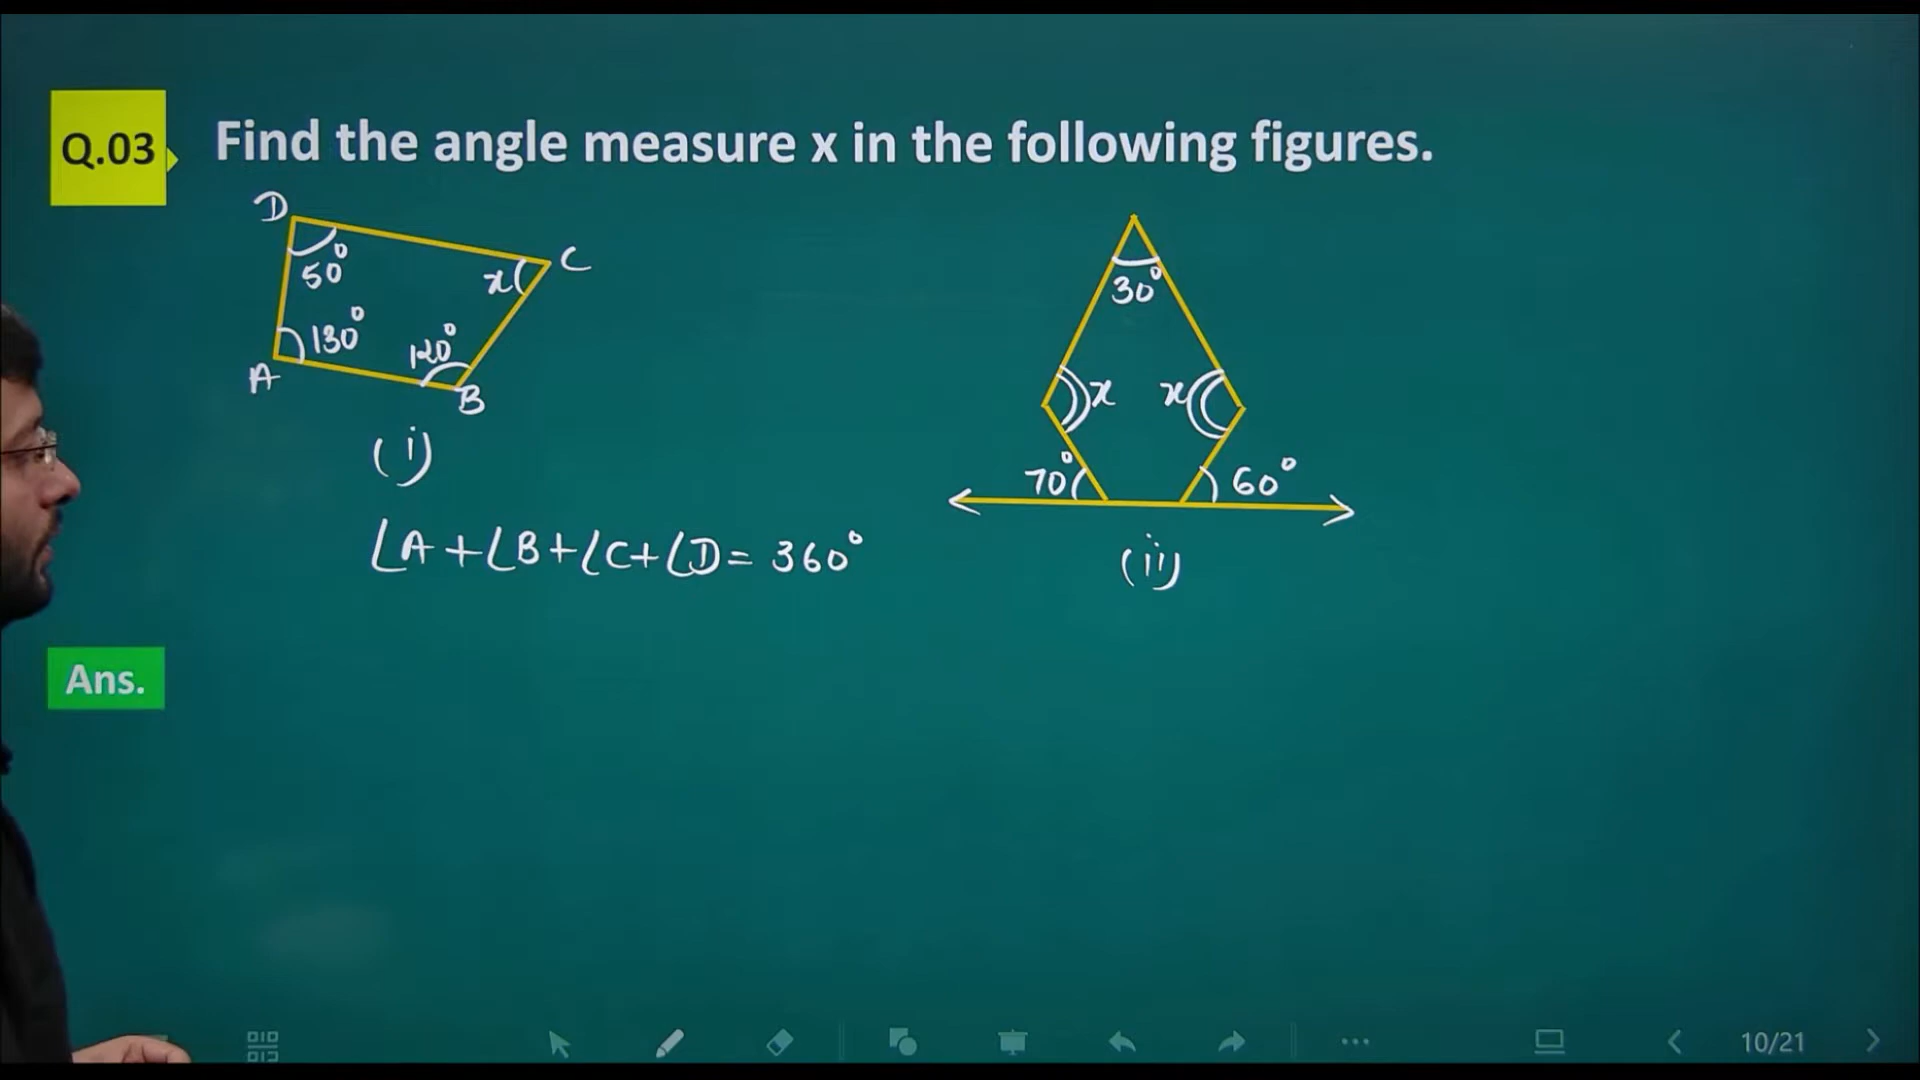 Q.03
Find the angle measure x in the following figures.
D
50°
x
C
130°
120°
A
B
(i)
30°
x
x
70°
60°
(ii)
∠A+∠B+∠C+∠D= 360°
Ans.
10/21